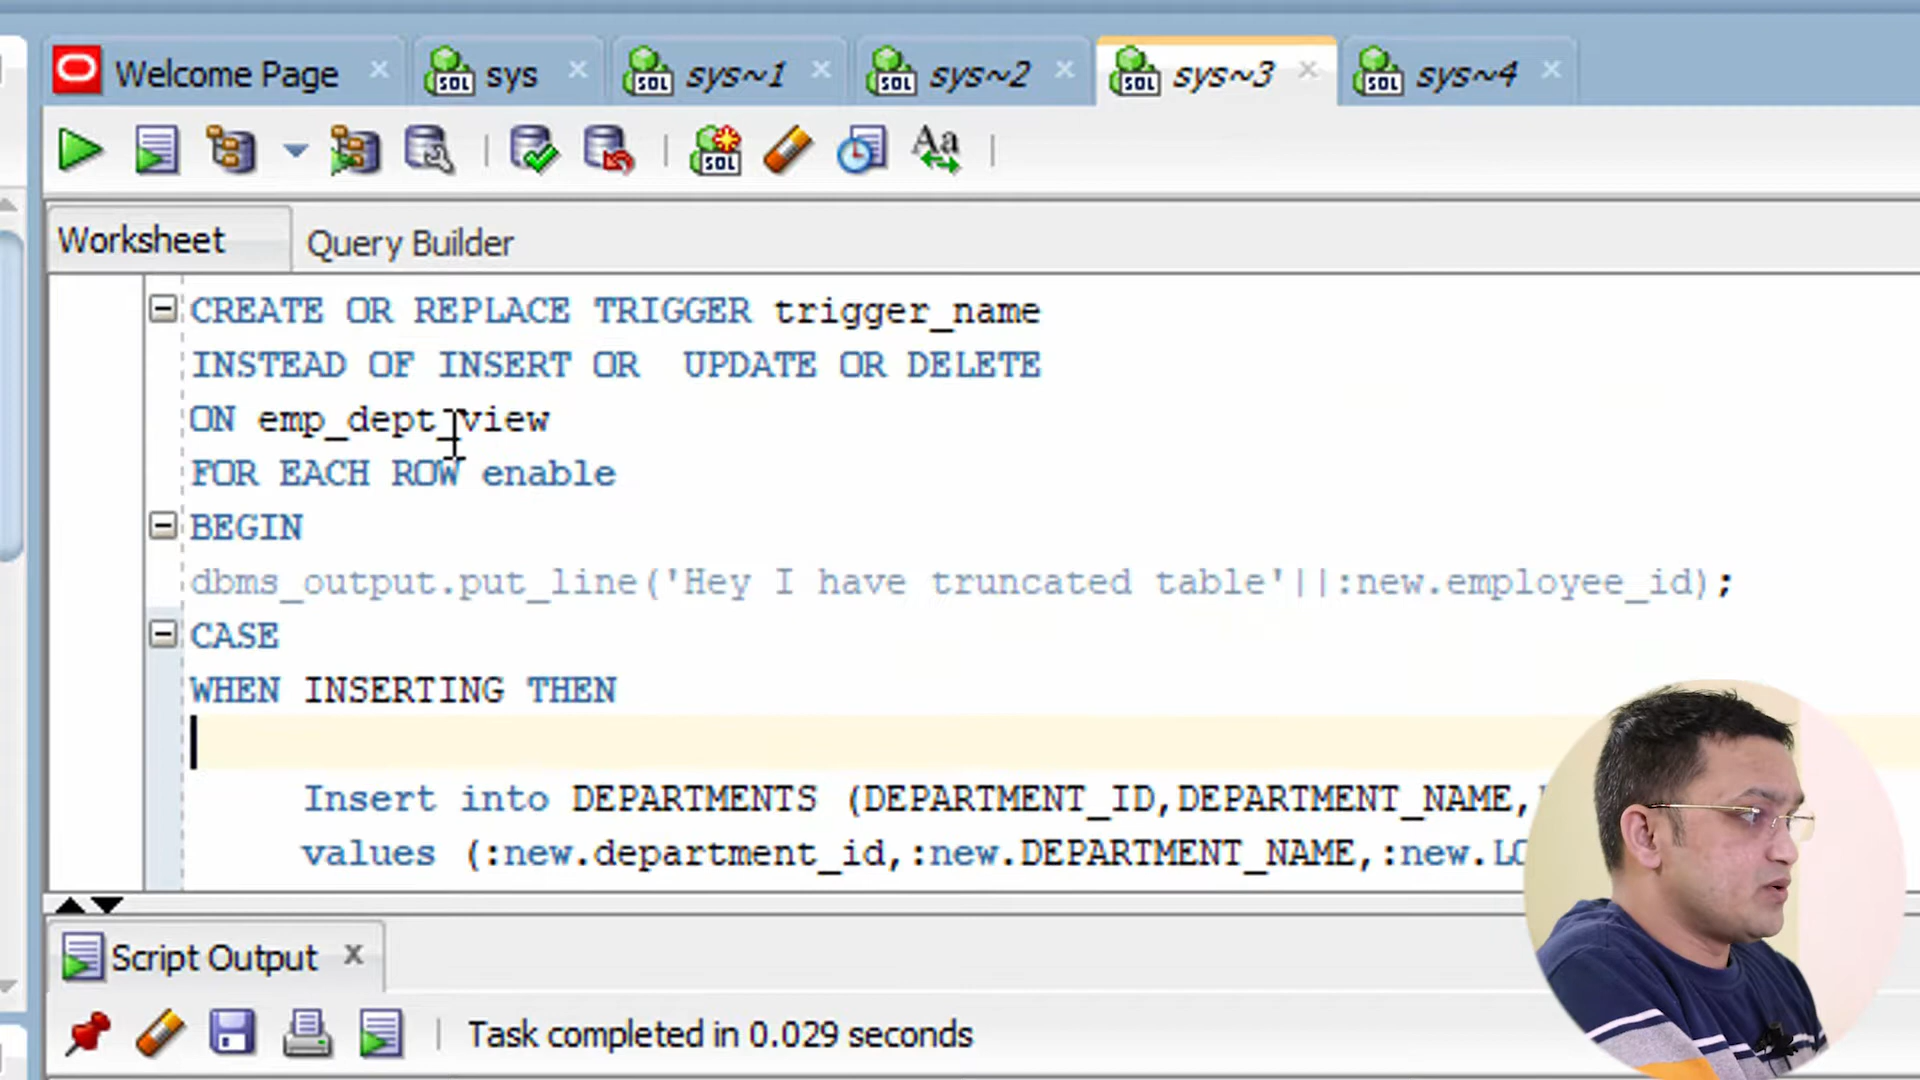 Welcome Page
sys
sys~1
sys~2
sys~3
sys~4
Worksheet
Query Builder
CREATE OR REPLACE TRIGGER trigger_name
INSTEAD OF INSERT OR  UPDATE OR DELETE
ON emp_dept_view
FOR EACH ROW enable
BEGIN
dbms_output.put_line('Hey I have truncated table'||:new.employee_id);
CASE
WHEN INSERTING THEN
Insert into DEPARTMENTS (DEPARTMENT_ID,DEPARTMENT_NAME,
values (:new.department_id,:new.DEPARTMENT_NAME,:new.
Script Output
Task completed in 0.029 seconds